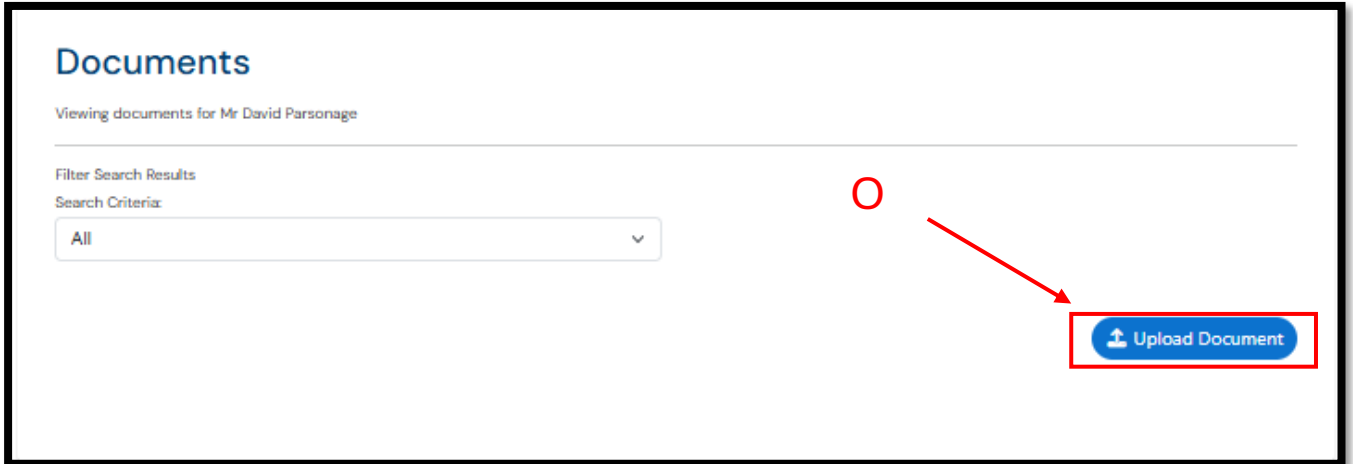 Documents
Viewing documents for Mr David Parsonage
Filter Search Results
Search Criteria:
All
O
Upload Document